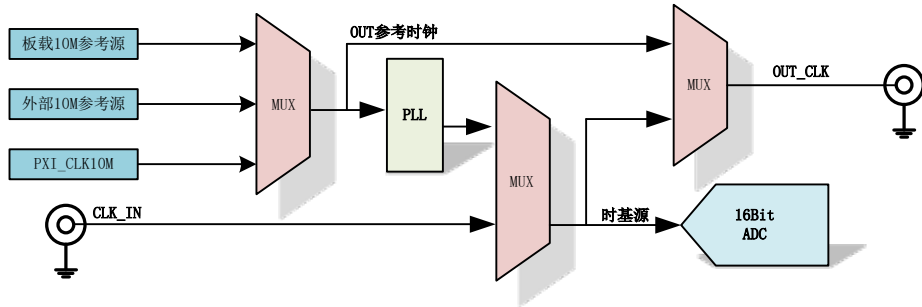 板载10M参考源
外部10M参考源
PXI_CLK10M
CLK_IN
MUX
OUT参考时钟
PLL
MUX
时基源
MUX
OUT_CLK
16Bit
ADC